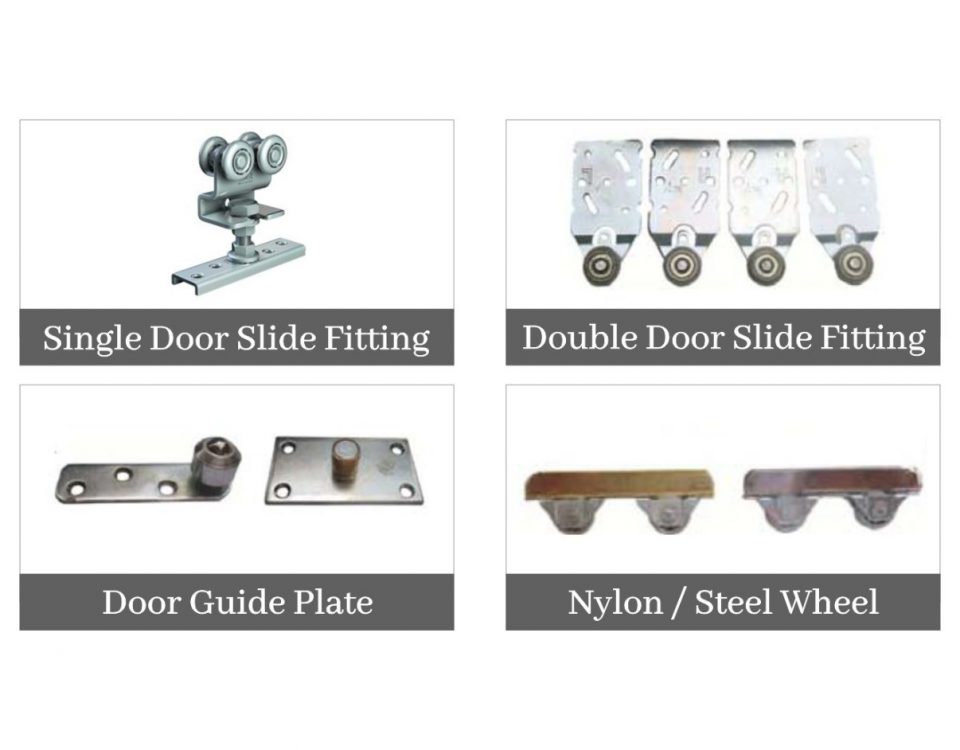 Single Door Slide Fitting
Double Door Slide Fitting
Door Guide Plate
Nylon / Steel Wheel